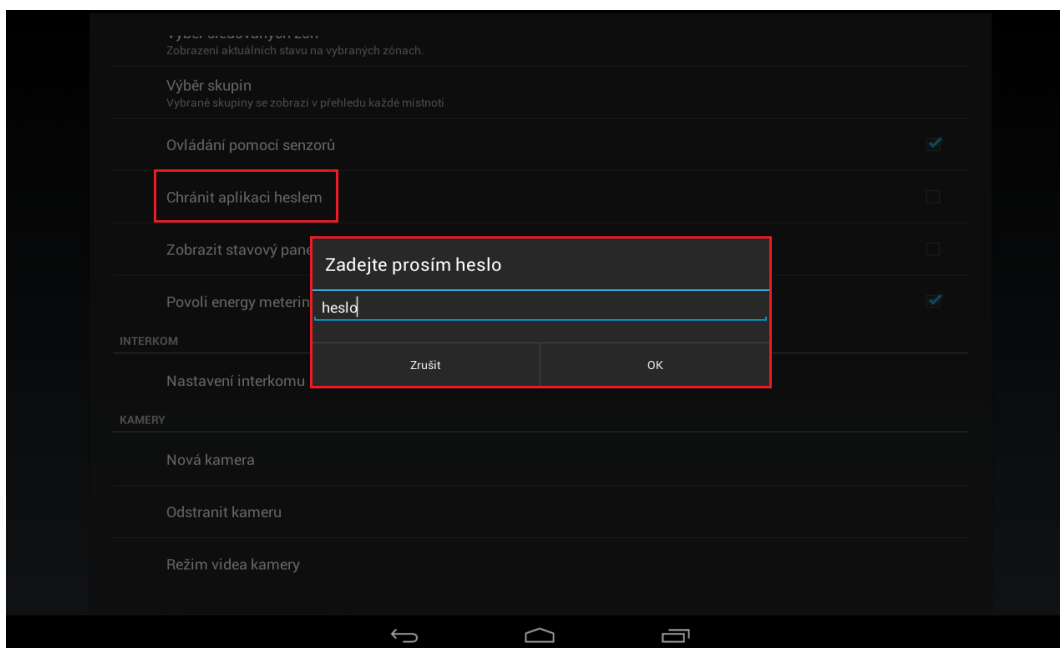 Zobrazení aktuálních stavu na vybraných zónách.
Výběr skupin
Vybrané skupiny se zobrazí v přehledu každé místnoti
Ovládání pomocí senzorů
Chránit aplikaci heslem
Zobrazit stavový pane
Zadejte prosím heslo
Povoli energy meterin
heslo
INTERKOM
Zrušit
OK
Nastavení interkomu
KAMERY
Nová kamera
Odstranit kameru
Režim videa kamery